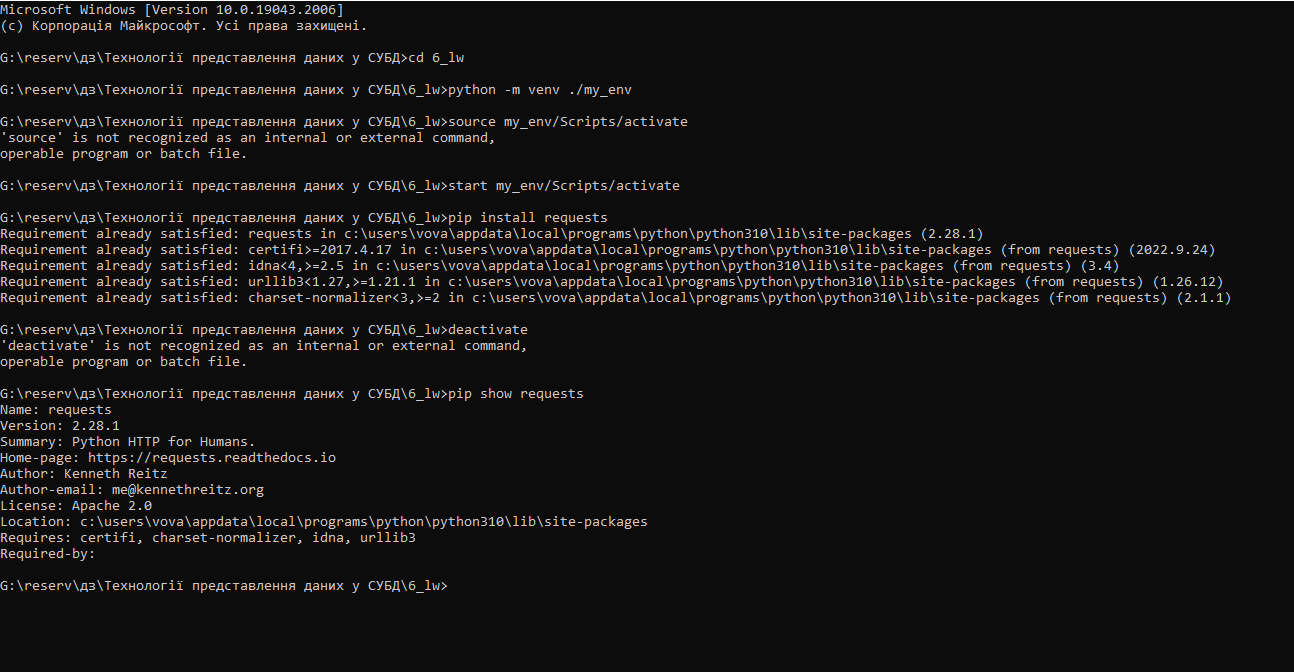 Microsoft Windows [Version 10.0.19043.2006]
(c) Корпорація Майкрософт. Усі права захищені.
G:\reserv\дз\Технології представлення даних у СУБД>cd 6_lw
G:\reserv\дз\Технології представлення даних у СУБД\6_lw>python -m venv ./my_env
G:\reserv\дз\Технології представлення даних у СУБД\6_lw>source my_env/Scripts/activate
'source' is not recognized as an internal or external command,
operable program or batch file.
G:\reserv\дз\Технології представлення даних у СУБД\6_lw>start my_env/Scripts/activate
G:\reserv\дз\Технології представлення даних у СУБД\6_lw>pip install requests
Requirement already satisfied: requests in c:\users\vova\appdata\local\programs\python\python310\lib\site-packages (2.28.1)
Requirement already satisfied: certifi>=2017.4.17 in c:\users\vova\appdata\local\programs\python\python310\lib\site-packages (from requests) (2022.9.24)
Requirement already satisfied: idna<4,>=2.5 in c:\users\vova\appdata\local\programs\python\python310\lib\site-packages (from requests) (3.4)
Requirement already satisfied: urllib3<1.27,>=1.21.1 in c:\users\vova\appdata\local\programs\python\python310\lib\site-packages (from requests) (1.26.12)
Requirement already satisfied: charset-normalizer<3,>=2 in c:\users\vova\appdata\local\programs\python\python310\lib\site-packages (from requests) (2.1.1)
G:\reserv\дз\Технології представлення даних у СУБД\6_lw>deactivate
'deactivate' is not recognized as an internal or external command,
operable program or batch file.
G:\reserv\дз\Технології представлення даних у СУБД\6_lw>pip show requests
Name: requests
Version: 2.28.1
Summary: Python HTTP for Humans.
Home-page: https://requests.readthedocs.io
Author: Kenneth Reitz
Author-email: me@kennethreitz.org
License: Apache 2.0
Location: c:\users\vova\appdata\local\programs\python\python310\lib\site-packages
Requires: certifi, charset-normalizer, idna, urllib3
Required-by:
G:\reserv\дз\Технології представлення даних у СУБД\6_lw>